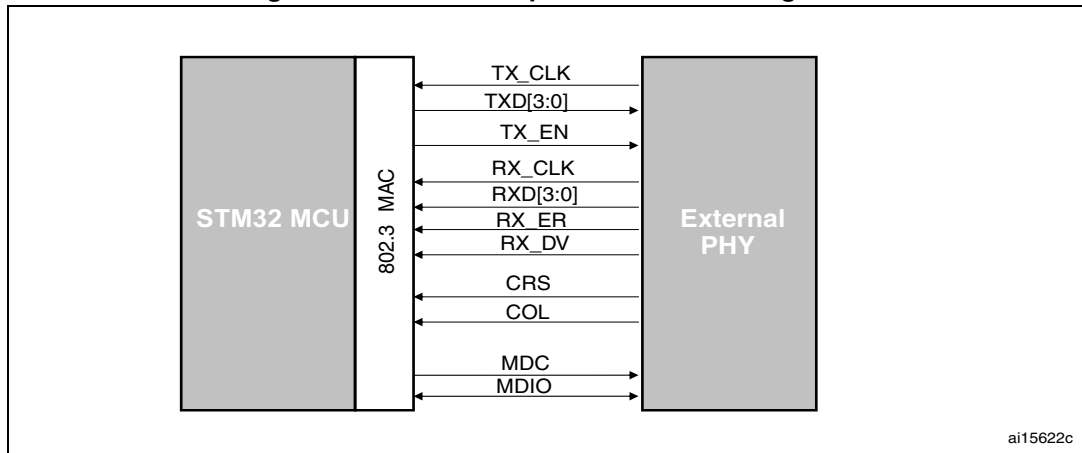 TX_CLK
TXD[3:0]
TX_EN
RX_CLK
RXD[3:0]
RX_ER
RX_DV
CRS
COL
MDC
MDIO
STM32 MCU
802.3 MAC
External
PHY
ai15622c